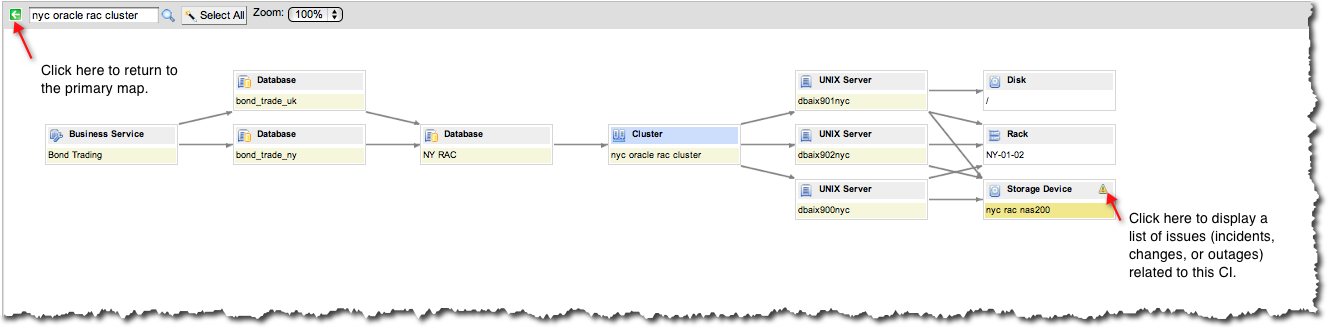 nyc oracle rac cluster
Select All
Zoom:
100%
Click here to return to
the primary map.
Database
bond_trade_uk
UNIX Server
dbaix901nyc
Disk
/
Business Service
Bond Trading
Database
bond_trade_ny
Database
NY RAC
Cluster
nyc oracle rac cluster
UNIX Server
dbaix902nyc
Rack
NY-01-02
UNIX Server
dbaix900nyc
Storage Device
nyc rac nas200
Click here to display a
list of issues (incidents,
changes, or outages)
related to this CI.